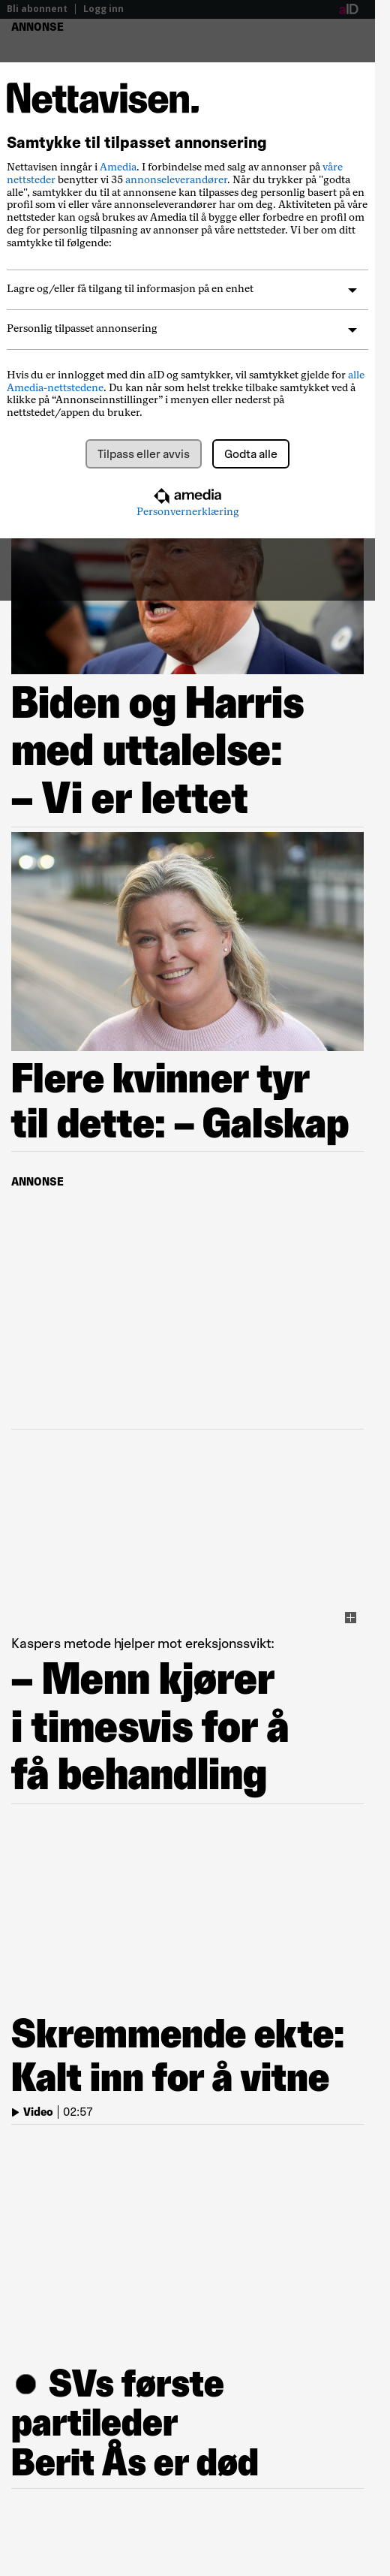 Bli abonnent | Logg inn
aID
ANNONSE
Nettavisen.
Samtykke til tilpasset annonsering
Nettavisen inngår i Amedia. I forbindelse med salg av annonser på våre
nettsteder benytter vi 35 annonseleverandører. Når du trykker på "godta
alle", samtykker du til at annonsene kan tilpasses deg personlig basert på en
profil som vi eller våre annonseleverandører har om deg. Aktiviteten på våre
nettsteder kan også brukes av Amedia til å bygge eller forbedre en profil om
deg for personlig tilpasning av annonser på våre nettsteder. Vi ber om ditt
samtykke til følgende:
Lagre og/eller få tilgang til informasjon på en enhet
Personlig tilpasset annonsering
Hvis du er innlogget med din aID og samtykker, vil samtykket gjelde for alle
Amedia-nettstedene. Du kan når som helst trekke tilbake samtykket ved å
klikke på “Annonseinnstillinger” i menyen eller nederst på
nettstedet/appen du bruker.
Tilpass eller avvis
Godta alle
amedia
Personvernerklæring
Biden og Harris
med uttalelse:
– Vi er lettet
Flere kvinner tyr
til dette: – Galskap
ANNONSE
Kaspers metode hjelper mot ereksjonssvikt:
– Menn kjører
i timesvis for å
få behandling
Skremmende ekte:
Kalt inn for å vitne
Video | 02:57
● SVs første
partileder
Berit Ås er død